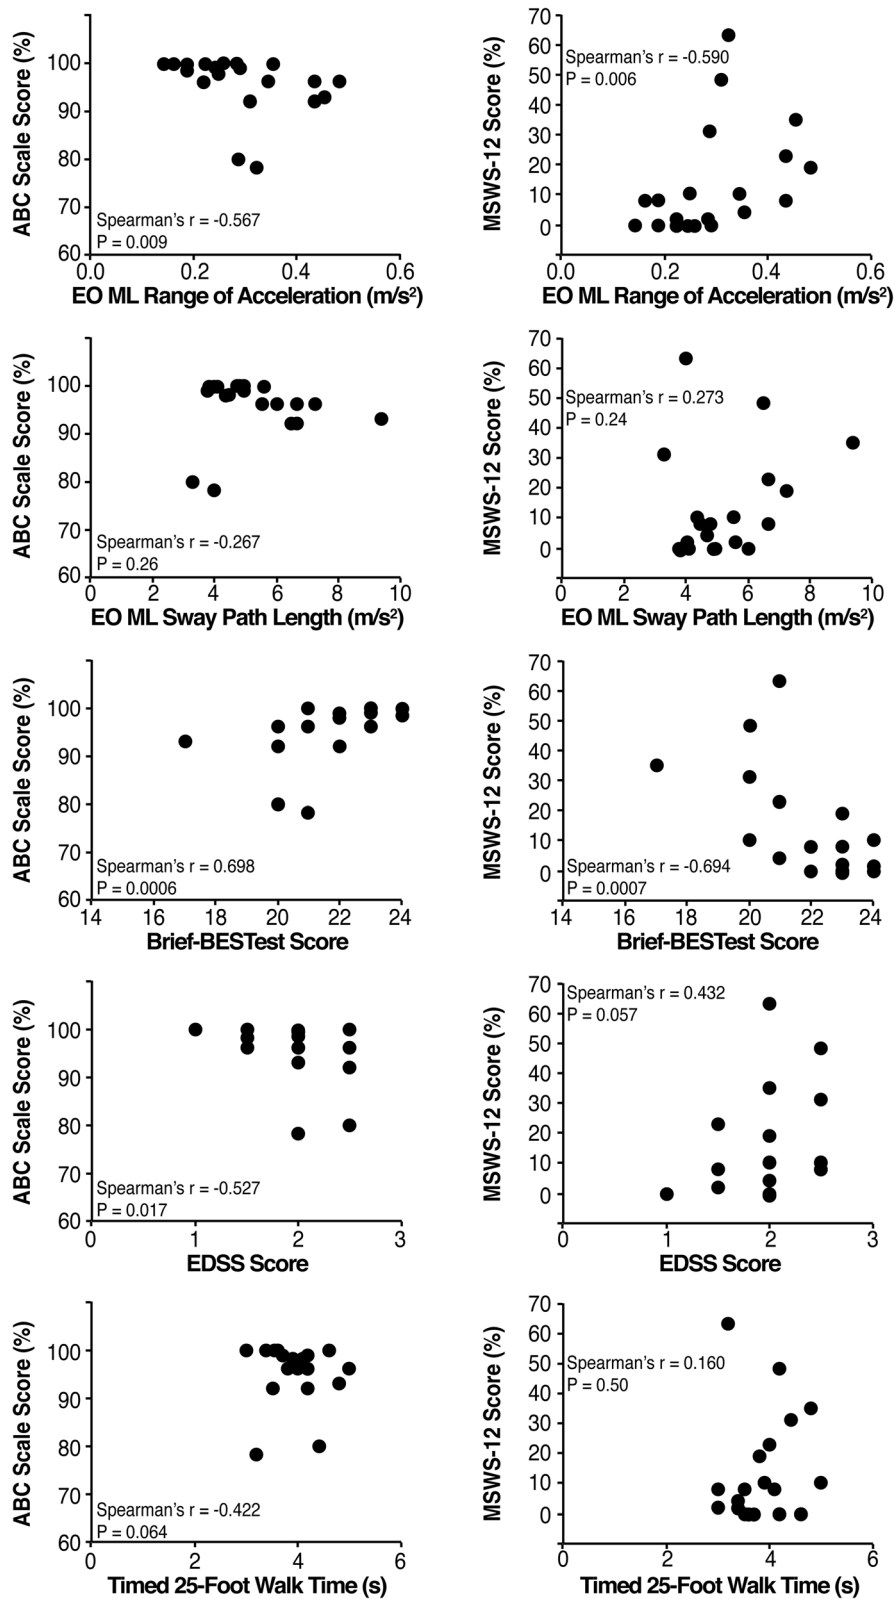 ABC Scale Score (%)
100
90
80
70
60
Spearman's r = -0.567
P = 0.009
0.0
0.2
0.4
0.6
EO ML Range of Acceleration (m/s²)
MSWS-12 Score (%)
70
60
50
40
30
20
10
0
Spearman's r = -0.590
P = 0.006
0.0
0.2
0.4
0.6
EO ML Range of Acceleration (m/s²)
ABC Scale Score (%)
100
90
80
70
60
Spearman's r = -0.267
P = 0.26
0
2
4
6
8
10
EO ML Sway Path Length (m/s²)
MSWS-12 Score (%)
70
60
50
40
30
20
10
0
Spearman's r = 0.273
P = 0.24
0
2
4
6
8
10
EO ML Sway Path Length (m/s²)
ABC Scale Score (%)
100
90
80
70
60
Spearman's r = 0.698
P = 0.0006
14
16
18
20
22
24
Brief-BESTest Score
MSWS-12 Score (%)
70
60
50
40
30
20
10
0
Spearman's r = -0.694
P = 0.0007
14
16
18
20
22
24
Brief-BESTest Score
ABC Scale Score (%)
100
90
80
70
60
Spearman's r = -0.527
P = 0.017
0
1
2
3
EDSS Score
MSWS-12 Score (%)
70
60
50
40
30
20
10
0
Spearman's r = 0.432
P = 0.057
0
1
2
3
EDSS Score
ABC Scale Score (%)
100
90
80
70
60
Spearman's r = -0.422
P = 0.064
0
2
4
6
Timed 25-Foot Walk Time (s)
MSWS-12 Score (%)
70
60
50
40
30
20
10
0
Spearman's r = 0.160
P = 0.50
0
2
4
6
Timed 25-Foot Walk Time (s)